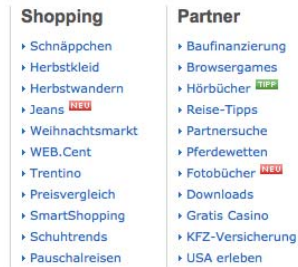 Shopping
Schnäppchen
Herbstkleid
Herbstwandern
Jeans NEU
Weihnachtsmarkt
WEB.Cent
Trentino
Preisvergleich
SmartShopping
Schuhtrends
Pauschalreisen
Partner
Baufinanzierung
Browsergames
Hörbücher TIPP
Reise-Tipps
Partnersuche
Pferdewetten
Fotobücher NEU
Downloads
Gratis Casino
KFZ-Versicherung
USA erleben